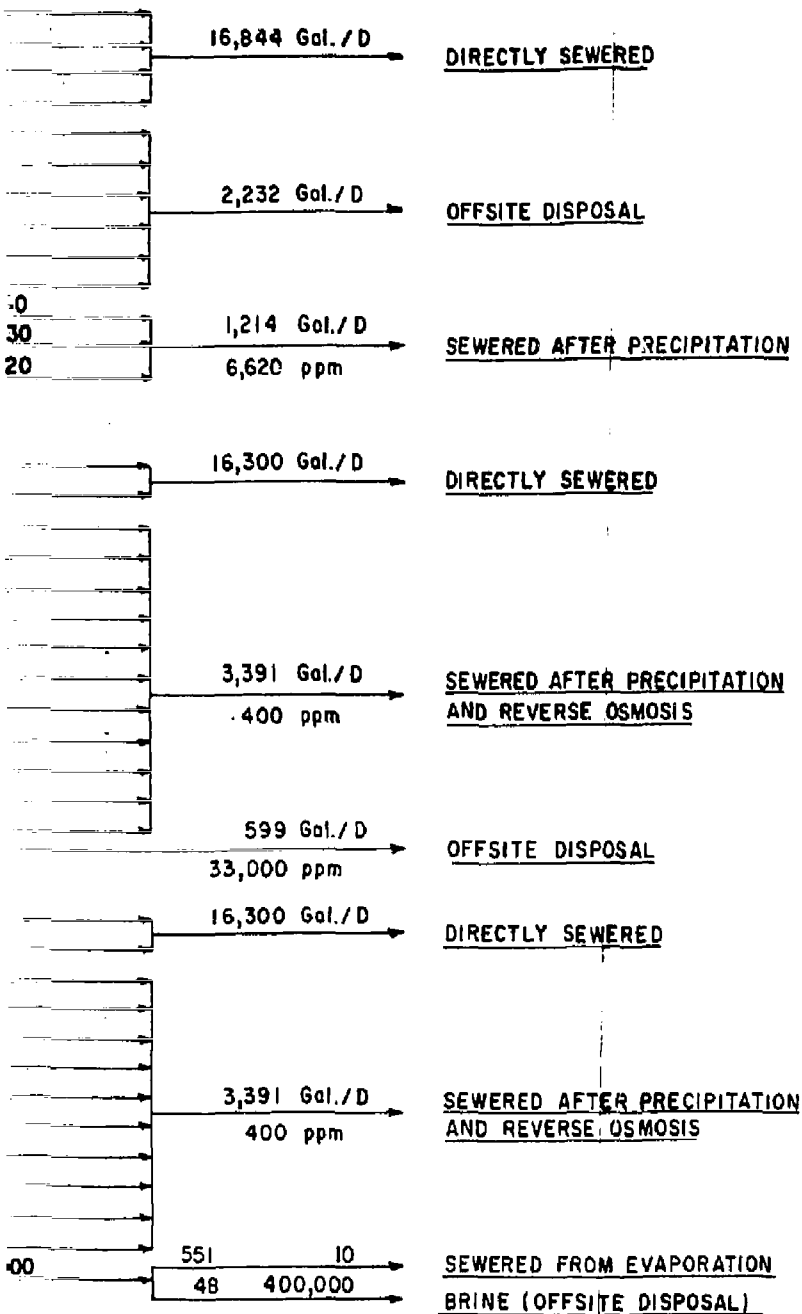 16,844 Gal./D
DIRECTLY SEWERED
2,232 Gal./D
OFFSITE DISPOSAL
30
20
1,214 Gal./D
6,620 ppm
SEWERED AFTER PRECIPITATION
16,300 Gal./D
DIRECTLY SEWERED
3,391 Gal./D
400 ppm
SEWERED AFTER PRECIPITATION
AND REVERSE OSMOSIS
599 Gal./D
33,000 ppm
OFFSITE DISPOSAL
16,300 Gal./D
DIRECTLY SEWERED
3,391 Gal./D
400 ppm
SEWERED AFTER PRECIPITATION
AND REVERSE OSMOSIS
551 10
SEWERED FROM EVAPORATION
48 400,000
BRINE (OFFSITE DISPOSAL)